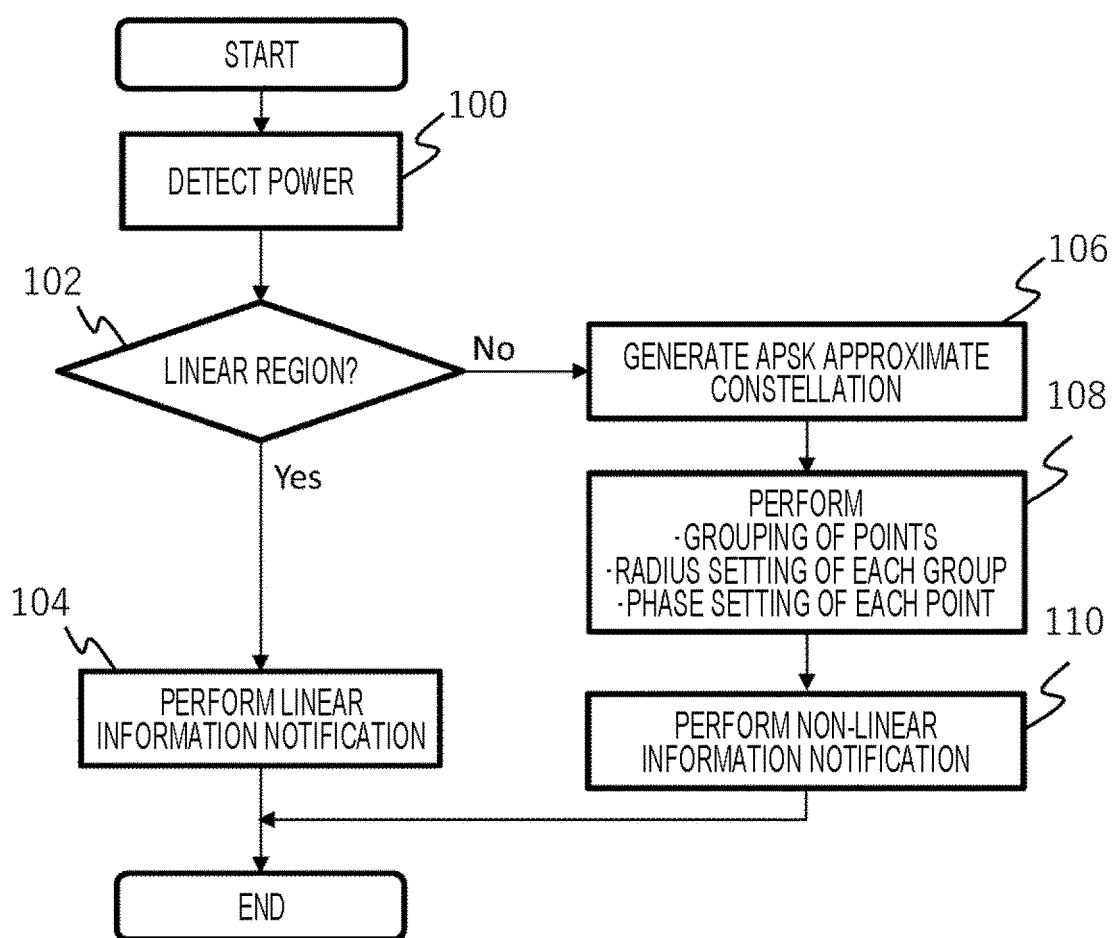 START
100
DETECT POWER
102
LINEAR REGION?
No
Yes
106
GENERATE APSK APPROXIMATE
CONSTELLATION
108
PERFORM
-GROUPING OF POINTS
-RADIUS SETTING OF EACH GROUP
-PHASE SETTING OF EACH POINT
104
PERFORM LINEAR
INFORMATION NOTIFICATION
110
PERFORM NON-LINEAR
INFORMATION NOTIFICATION
END